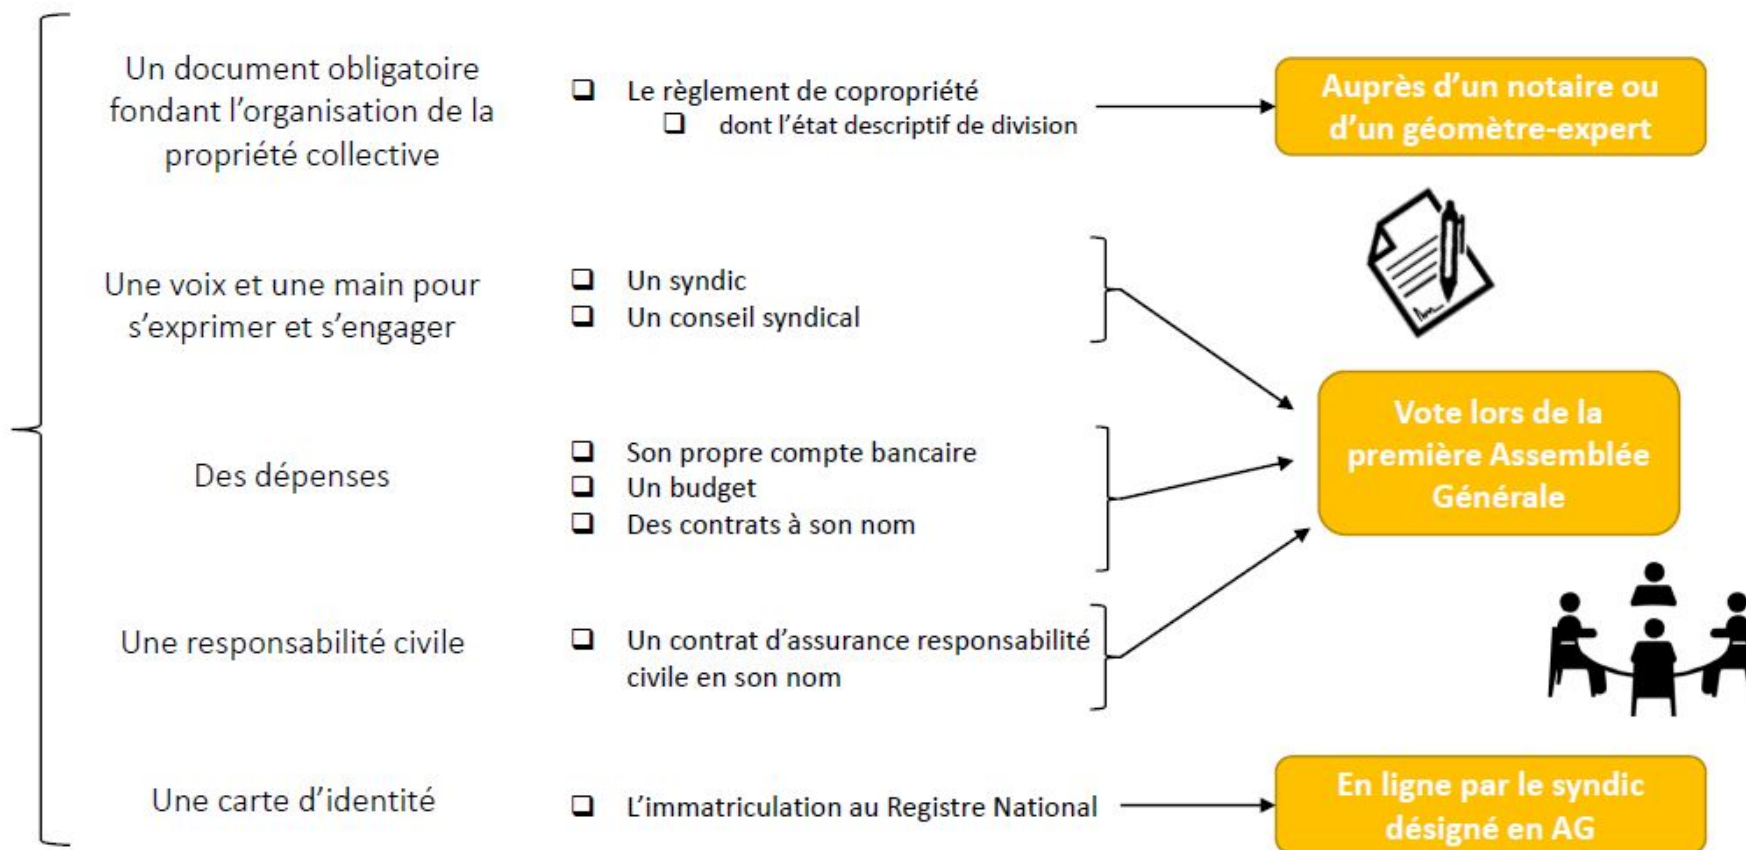 Un document obligatoire
fondant l'organisation de la
propriété collective
Le règlement de copropriété
dont l'état descriptif de division
Auprès d'un notaire ou
d'un géomètre-expert
Une voix et une main pour
s'exprimer et s'engager
Un syndic
Un conseil syndical
Des dépenses
Son propre compte bancaire
Un budget
Des contrats à son nom
Vote lors de la
première Assemblée
Générale
Une responsabilité civile
Un contrat d'assurance responsabilité
civile en son nom
Une carte d'identité
L'immatriculation au Registre National
En ligne par le syndic
désigné en AG